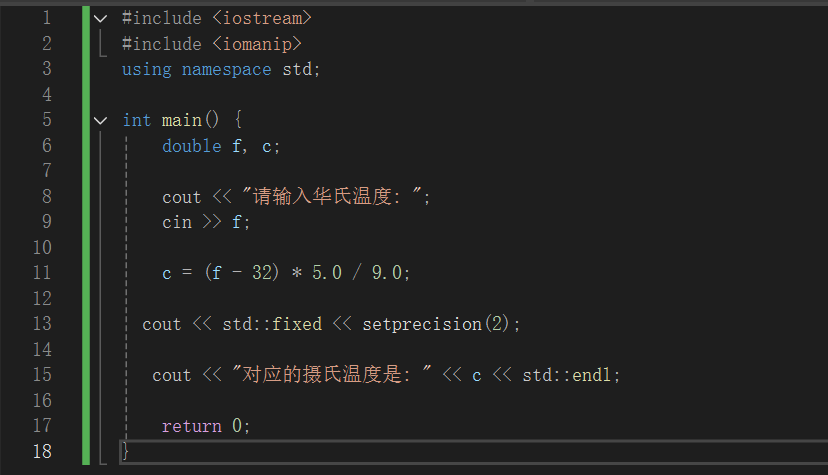 1 #include <iostream>
2 #include <iomanip>
3 using namespace std;
4
5 int main() {
6 double f, c;
7
8 cout << "请输入华氏温度: ";
9 cin >> f;
10
11 c = (f - 32) * 5.0 / 9.0;
12
13 cout << std::fixed << setprecision(2);
14
15 cout << "对应的摄氏温度是: " << c << std::endl;
16
17 return 0;
18 }